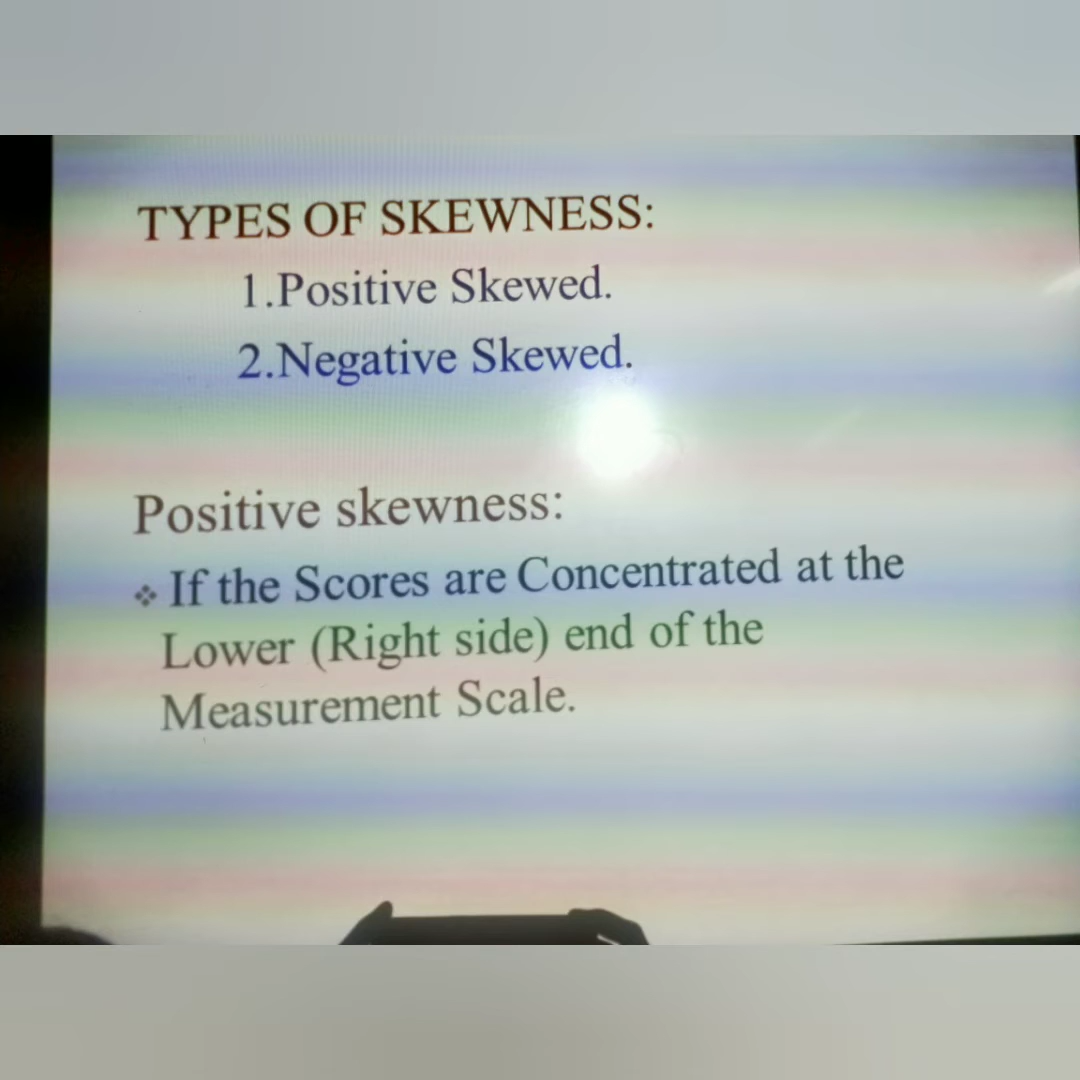 TYPES OF SKEWNESS:
1.Positive Skewed.
2.Negative Skewed.
Positive skewness:
❖ If the Scores are Concentrated at the
Lower (Right side) end of the
Measurement Scale.